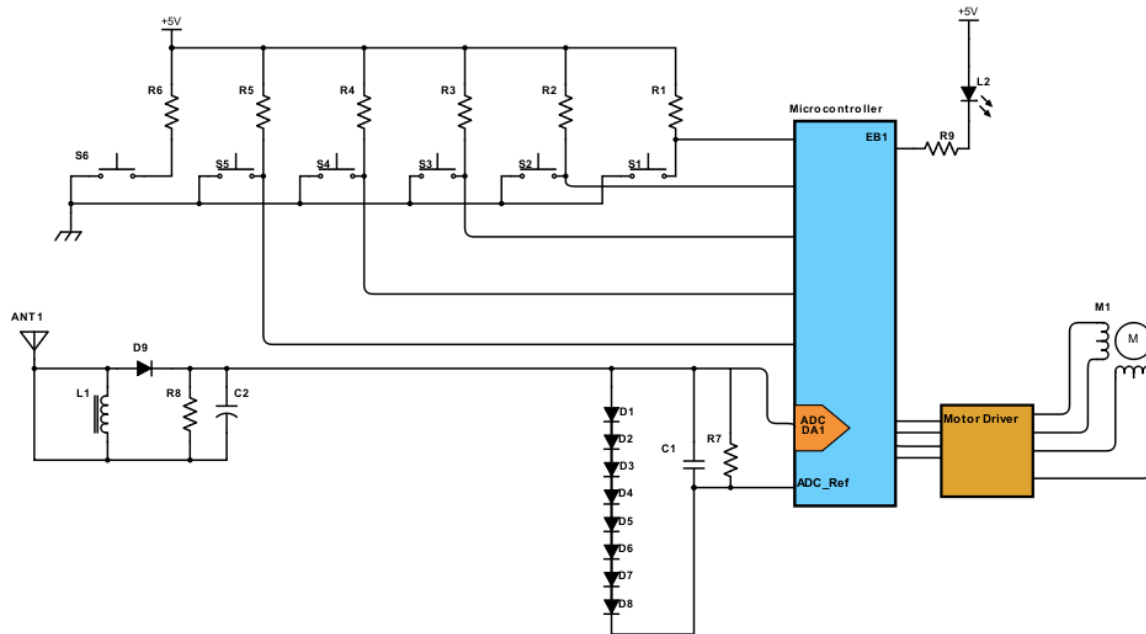 +5V
+5V
R6
R5
R4
R3
R2
R1
L2
Microcontroller
EB1
R9
S6
S5
S4
S3
S2
S1
ANT1
D9
L1
R8
C2
M1
M
D1
D2
D3
D4
D5
D6
D7
D8
C1
R7
ADC
DA1
ADC_Ref
Motor Driver